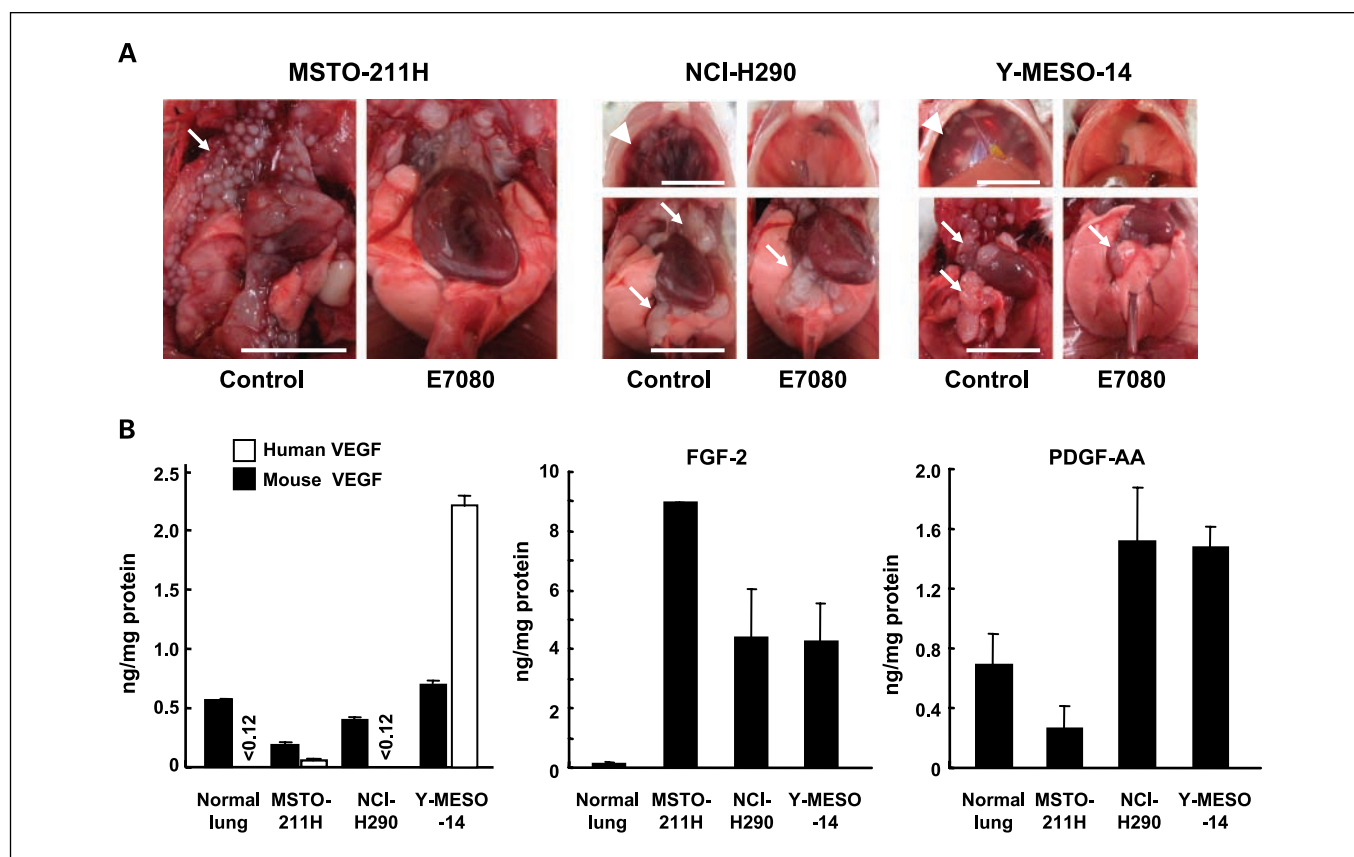 A
MSTO-211H
NCI-H290
Y-MESO-14
Control
E7080
Control
E7080
Control
E7080
B
Human VEGF
Mouse VEGF
ng/mg protein
2.5
2.0
1.5
1.0
0.5
0
<0.12
<0.12
Normal
lung
MSTO-
211H
NCI-
H290
Y-MESO
-14
FGF-2
ng/mg protein
10
8
6
4
2
0
Normal
lung
MSTO-
211H
NCI-
H290
Y-MESO
-14
PDGF-AA
ng/mg protein
2.0
1.6
1.2
0.8
0.4
0
Normal
lung
MSTO-
211H
NCI-
H290
Y-MESO
-14